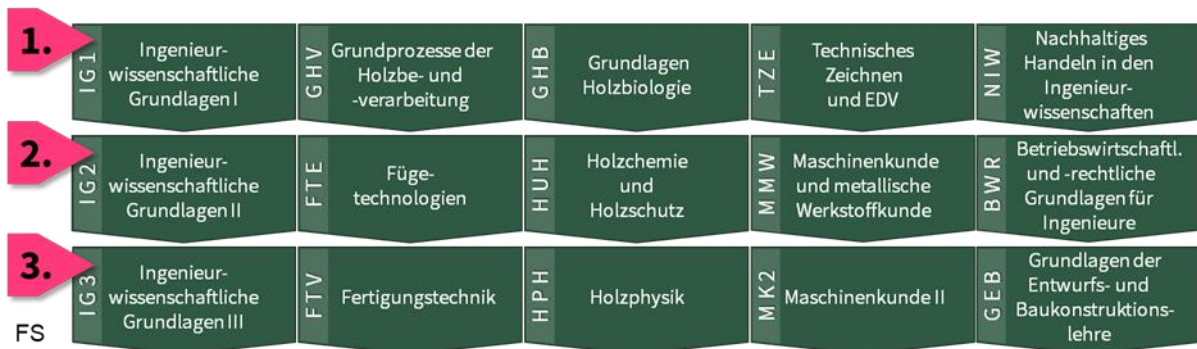 1.
IG1
Ingenieur-
wissenschaftliche
Grundlagen I
GHV
Grundprozesse der
Holzbe- und
-verarbeitung
GHB
Grundlagen
Holzbiologie
TZE
Technisches
Zeichnen
und EDV
NIW
Nachhaltiges
Handeln in den
Ingenieur-
wissenschaften
2.
IG2
Ingenieur-
wissenschaftliche
Grundlagen II
FTE
Füge-
technologien
HUH
Holzchemie
und
Holzschutz
MMW
Maschinenkunde
und metallische
Werkstoffkunde
BWR
Betriebswirtschaftl.
und -rechtliche
Grundlagen für
Ingenieure
3.
FS
IG3
Ingenieur-
wissenschaftliche
Grundlagen III
FTV
Fertigungstechnik
HPH
Holzphysik
MK2
Maschinenkunde II
GEB
Grundlagen der
Entwurfs- und
Baukonstruktions-
lehre